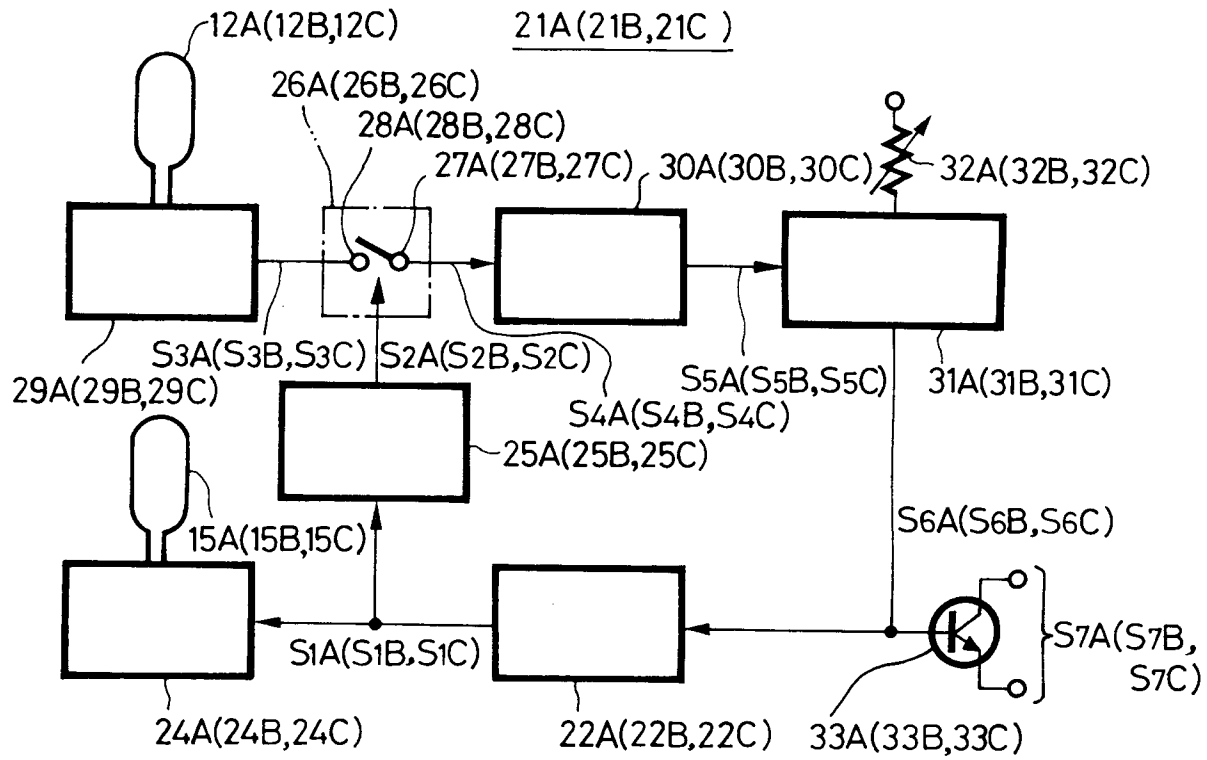 12A(12B,12C)
21A(21B,21C)
26A(26B,26C)
28A(28B,28C)
27A(27B,27C)
30A(30B,30C)
32A(32B,32C)
S3A(S3B,S3C)
S2A(S2B,S2C)
S5A(S5B,S5C)
31A(31B,31C)
29A(29B,29C)
S4A(S4B,S4C)
25A(25B,25C)
15A(15B,15C)
S6A(S6B,S6C)
S1A(S1B,S1C)
S7A(S7B,
S7C)
24A(24B,24C)
22A(22B,22C)
33A(33B,33C)